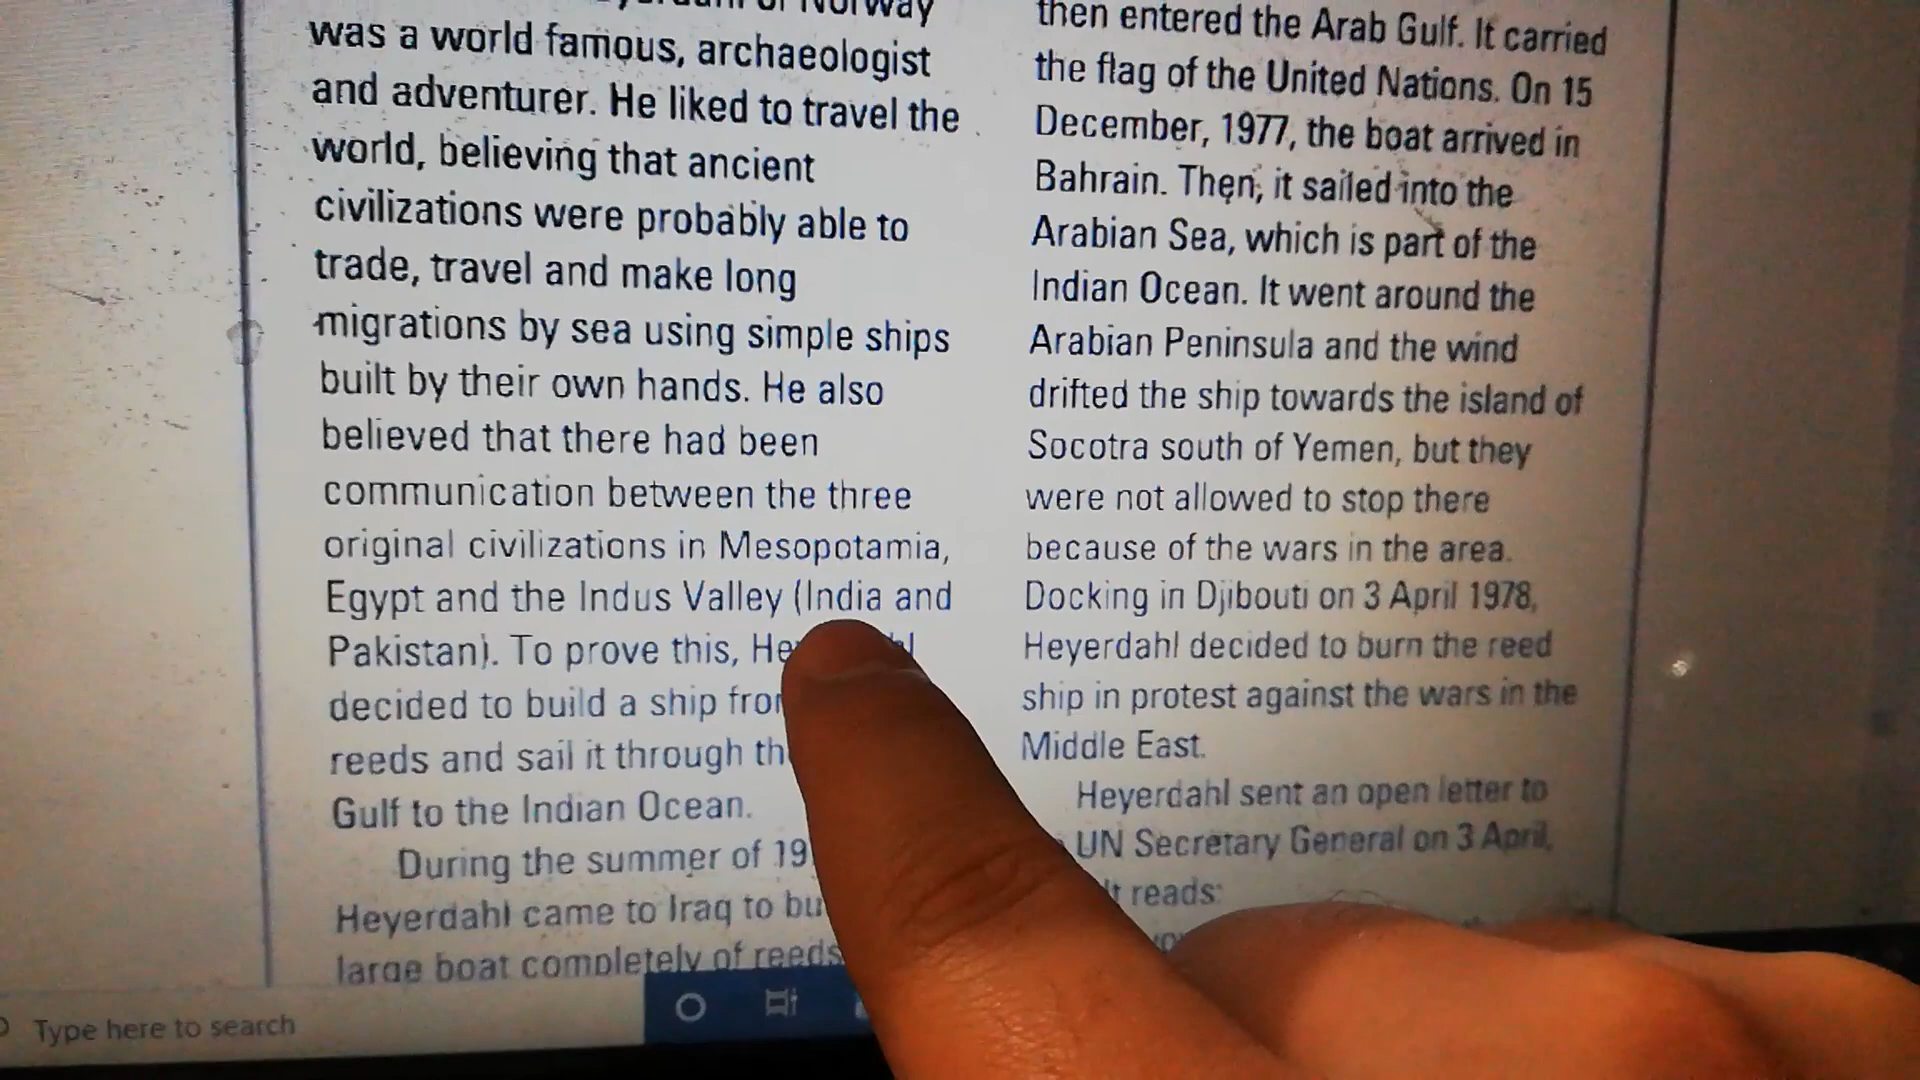 Norway
was a world famous, archaeologist
and adventurer. He liked to travel the
world, believing that ancient
civilizations were probably able to
trade, travel and make long
migrations by sea using simple ships
built by their own hands. He also
believed that there had been
communication between the three
original civilizations in Mesopotamia,
Egypt and the Indus Valley (India and
Pakistan). To prove this,
decided to build a ship
reeds and sail it through
Gulf to the Indian Ocean.
During the summer of
Heyerdahl came to Iraq to
large boat completely of reeds
then entered the Arab Gulf. It carried
the flag of the United Nations. On 15
December, 1977, the boat arrived in
Bahrain. Then, it sailed into the
Arabian Sea, which is part of the
Indian Ocean. It went around the
Arabian Peninsula and the wind
drifted the ship towards the island of
Socotra south of Yemen, but they
were not allowed to stop there
because of the wars in the area.
Docking in Djibouti on 3 April 1978,
Heyerdahl decided to burn the reed
ship in protest against the wars in the
Middle East.
Heyerdahl sent an open letter to
UN Secretary General on 3 April,
It reads:
Type here to search